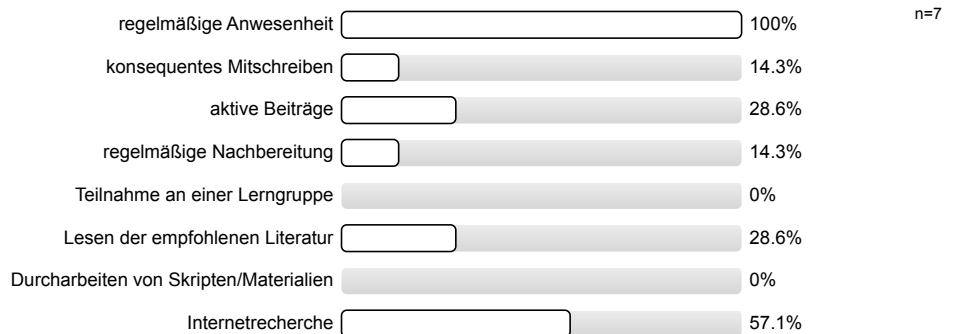 regelmäßige Anwesenheit 100% n=7
konsequentes Mitschreiben 14.3%
aktive Beiträge 28.6%
regelmäßige Nachbereitung 14.3%
Teilnahme an einer Lerngruppe 0%
Lesen der empfohlenen Literatur 28.6%
Durcharbeiten von Skripten/Materialien 0%
Internetrecherche 57.1%